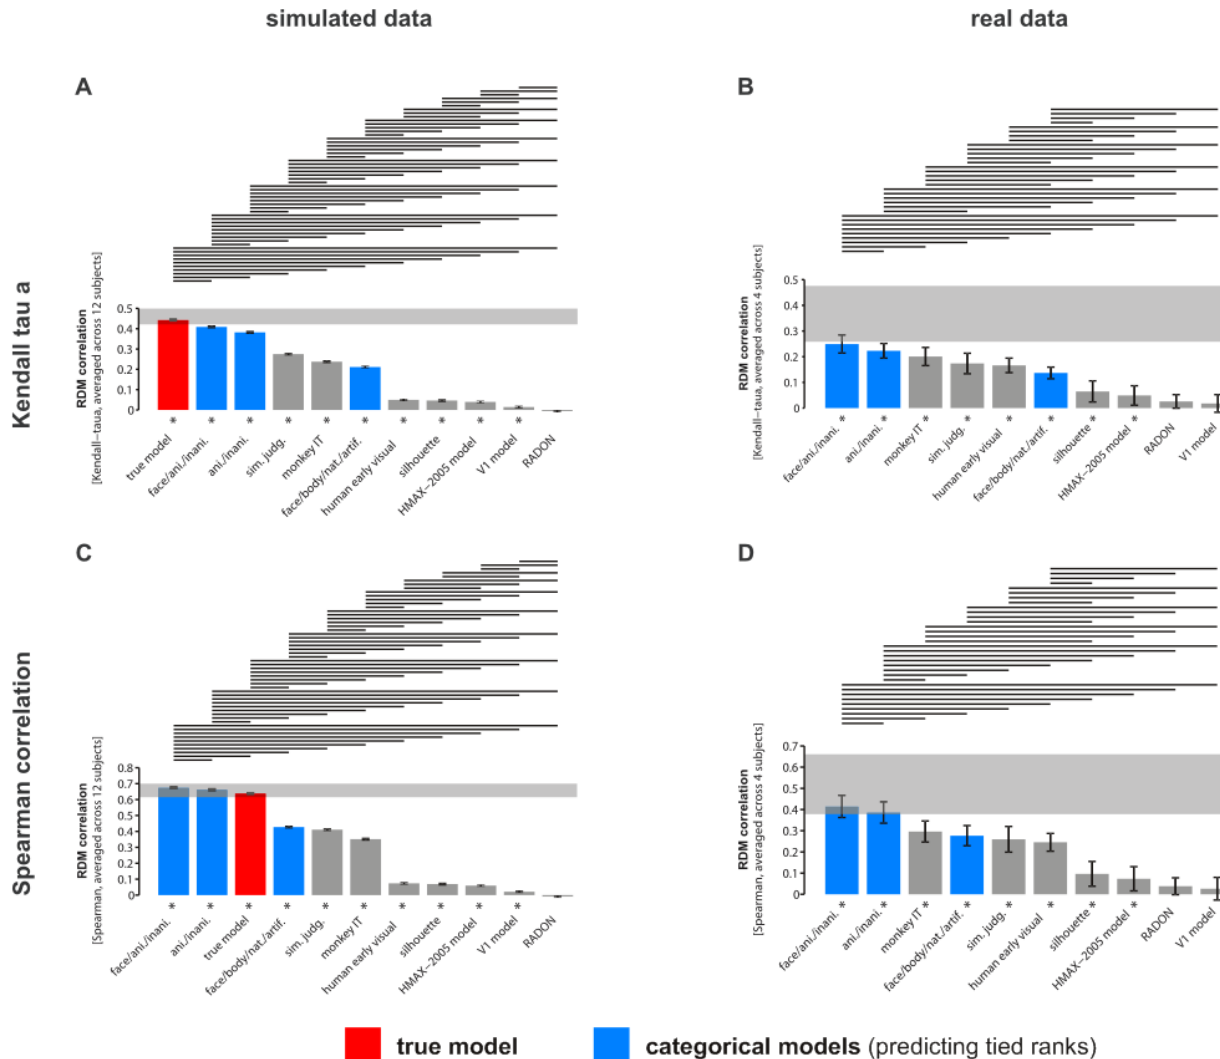 simulated data
real data
A
B
Kendall tau a
RDM correlation
[Kendall−taua, averaged across 12 subjects]
0.5
0.4
0.3
0.2
0.1
0
* * * * * * * * * *
true model
face/ani./inani.
ani./inani.
sim. judg.
monkey IT
face/body/nat./artif.
human early visual
silhouette
HMAX−2005 model
V1 model
RADON
RDM correlation
[Kendall−taua, averaged across 4 subjects]
0.5
0.4
0.3
0.2
0.1
0
* * * * * * * *
face/ani./inani.
ani./inani.
monkey IT
sim. judg.
human early visual
face/body/nat./artif.
silhouette
HMAX−2005 model
RADON
V1 model
C
D
Spearman correlation
RDM correlation
[Spearman, averaged across 12 subjects]
0.8
0.7
0.6
0.5
0.4
0.3
0.2
0.1
0
* * * * * * * * * *
face/ani./inani.
ani./inani.
true model
face/body/nat./artif.
sim. judg.
monkey IT
human early visual
silhouette
HMAX−2005 model
V1 model
RADON
RDM correlation
[Spearman, averaged across 4 subjects]
0.7
0.6
0.5
0.4
0.3
0.2
0.1
0
* * * * * * * *
face/ani./inani.
ani./inani.
monkey IT
face/body/nat./artif.
sim. judg.
human early visual
silhouette
HMAX−2005 model
RADON
V1 model
true model
categorical models (predicting tied ranks)